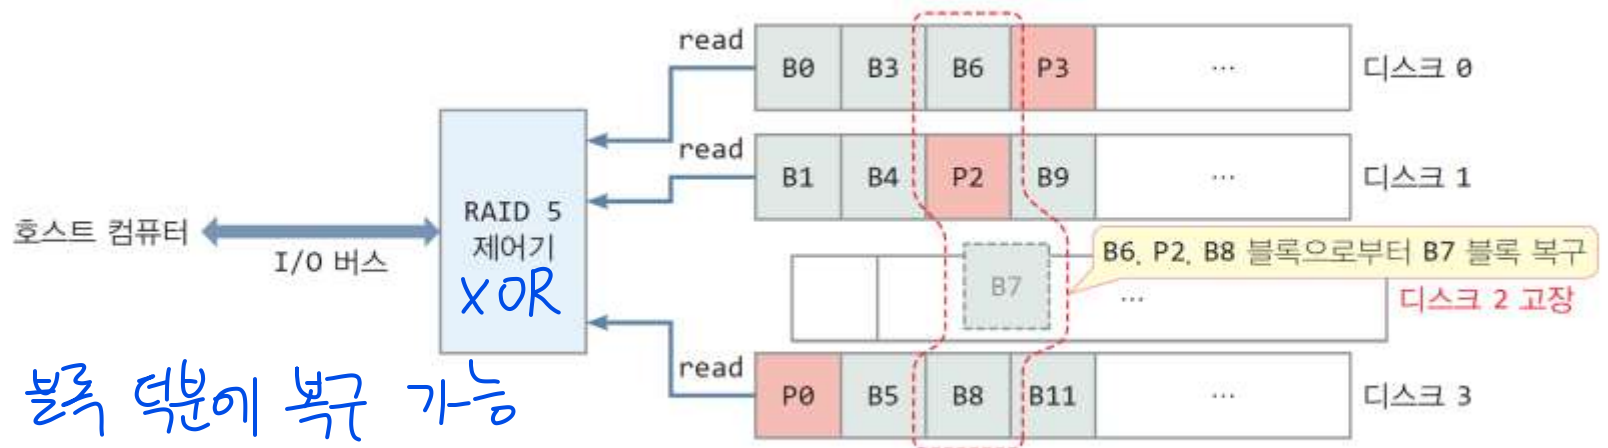 read
B0 B3 B6 P3 … 디스크 0
read
B1 B4 P2 B9 … 디스크 1
호스트 컴퓨터
I/O 버스
RAID 5
제어기
XOR
B6, P2, B8 블록으로부터 B7 블록 복구
B7 …
디스크 2 고장
read
P0 B5 B8 B11 … 디스크 3
블록 덕분에 복구 가능